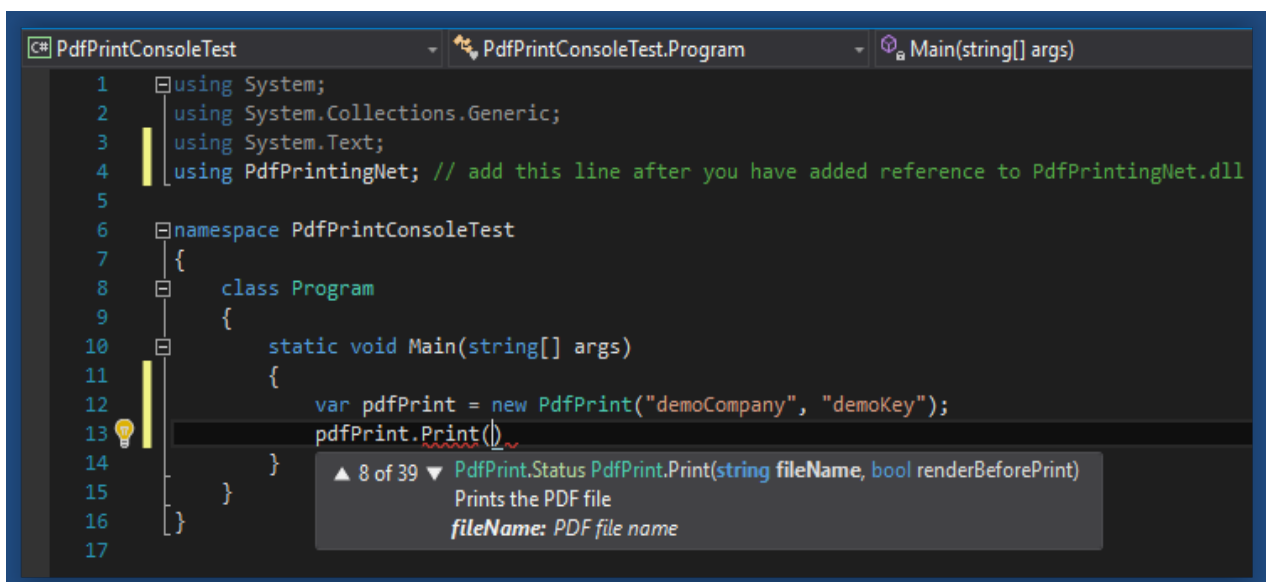 C# PdfPrintConsoleTest PdfPrintConsoleTest.Program Main(string[] args)
1 using System;
2 using System.Collections.Generic;
3 using System.Text;
4 using PdfPrintingNet; // add this line after you have added reference to PdfPrintingNet.dll
5
6 namespace PdfPrintConsoleTest
7 {
8 class Program
9 {
10 static void Main(string[] args)
11 {
12 var pdfPrint = new PdfPrint("demoCompany", "demoKey");
13 pdfPrint.Print()
14 }
▲ 8 of 39 ▼ PdfPrint.Status PdfPrint.Print(string fileName, bool renderBeforePrint)
15 }
Prints the PDF file
16 }
fileName: PDF file name
17